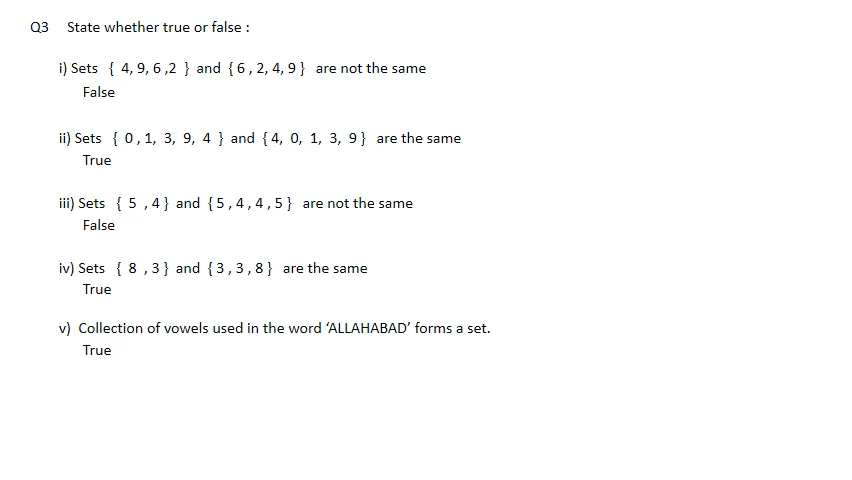 Q3 State whether true or false :
i) Sets { 4, 9, 6 ,2 } and { 6 , 2, 4, 9 } are not the same
False
ii) Sets { 0 , 1, 3, 9, 4 } and { 4, 0, 1, 3, 9 } are the same
True
iii) Sets { 5 , 4 } and { 5 , 4 , 4 , 5 } are not the same
False
iv) Sets { 8 , 3 } and { 3 , 3 , 8 } are the same
True
v) Collection of vowels used in the word ‘ALLAHABAD’ forms a set.
True